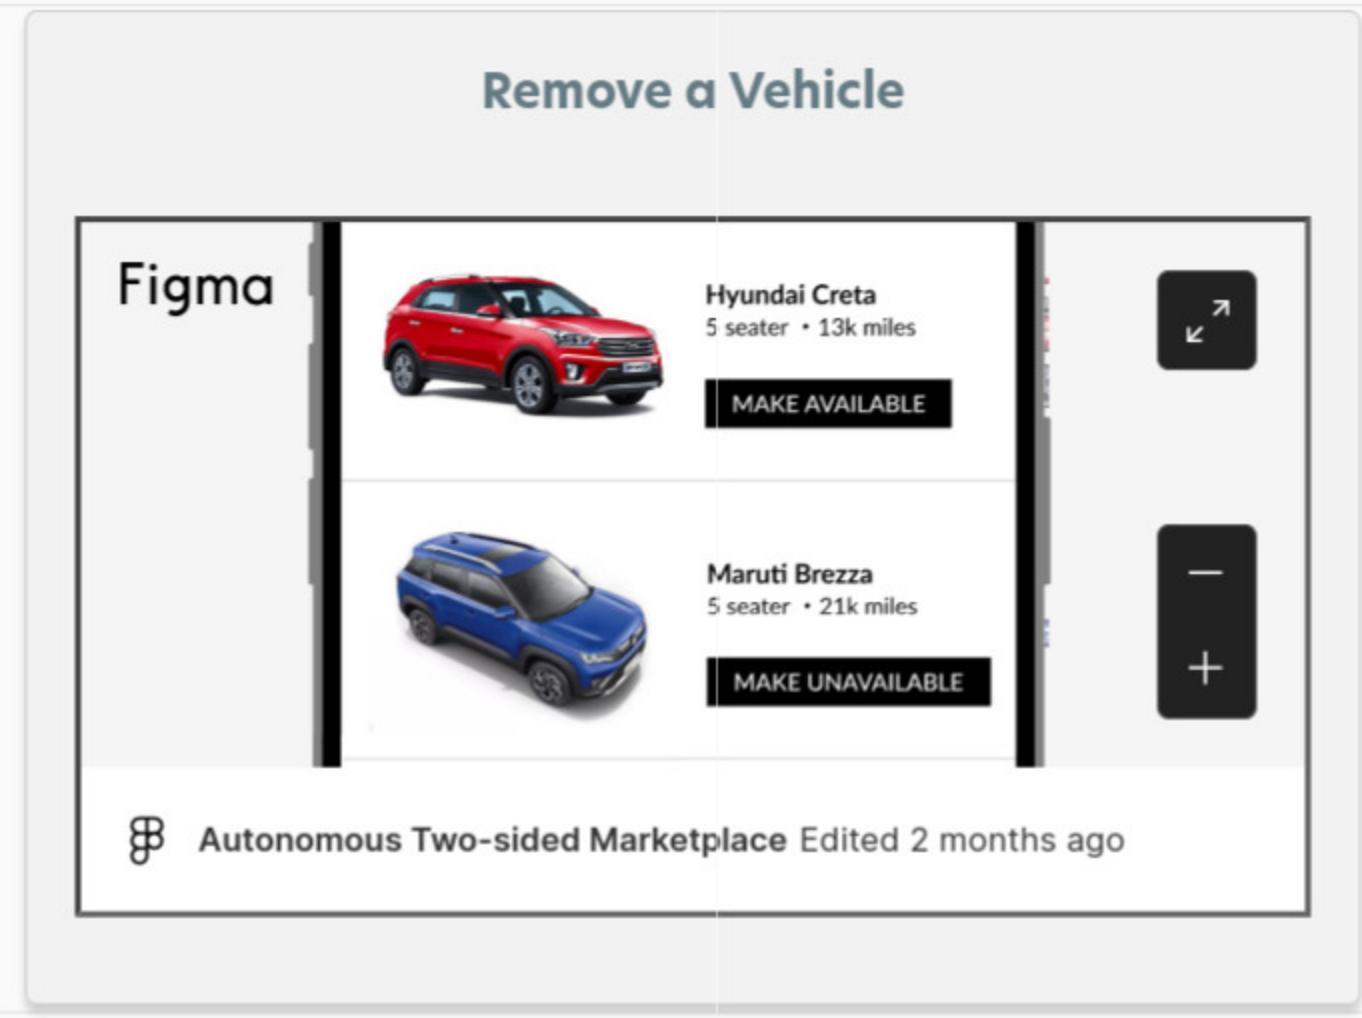 Remove a Vehicle
Figma
Hyundai Creta
5 seater • 13k miles
MAKE AVAILABLE
Maruti Brezza
5 seater • 21k miles
MAKE UNAVAILABLE
Autonomous Two-sided Marketplace Edited 2 months ago